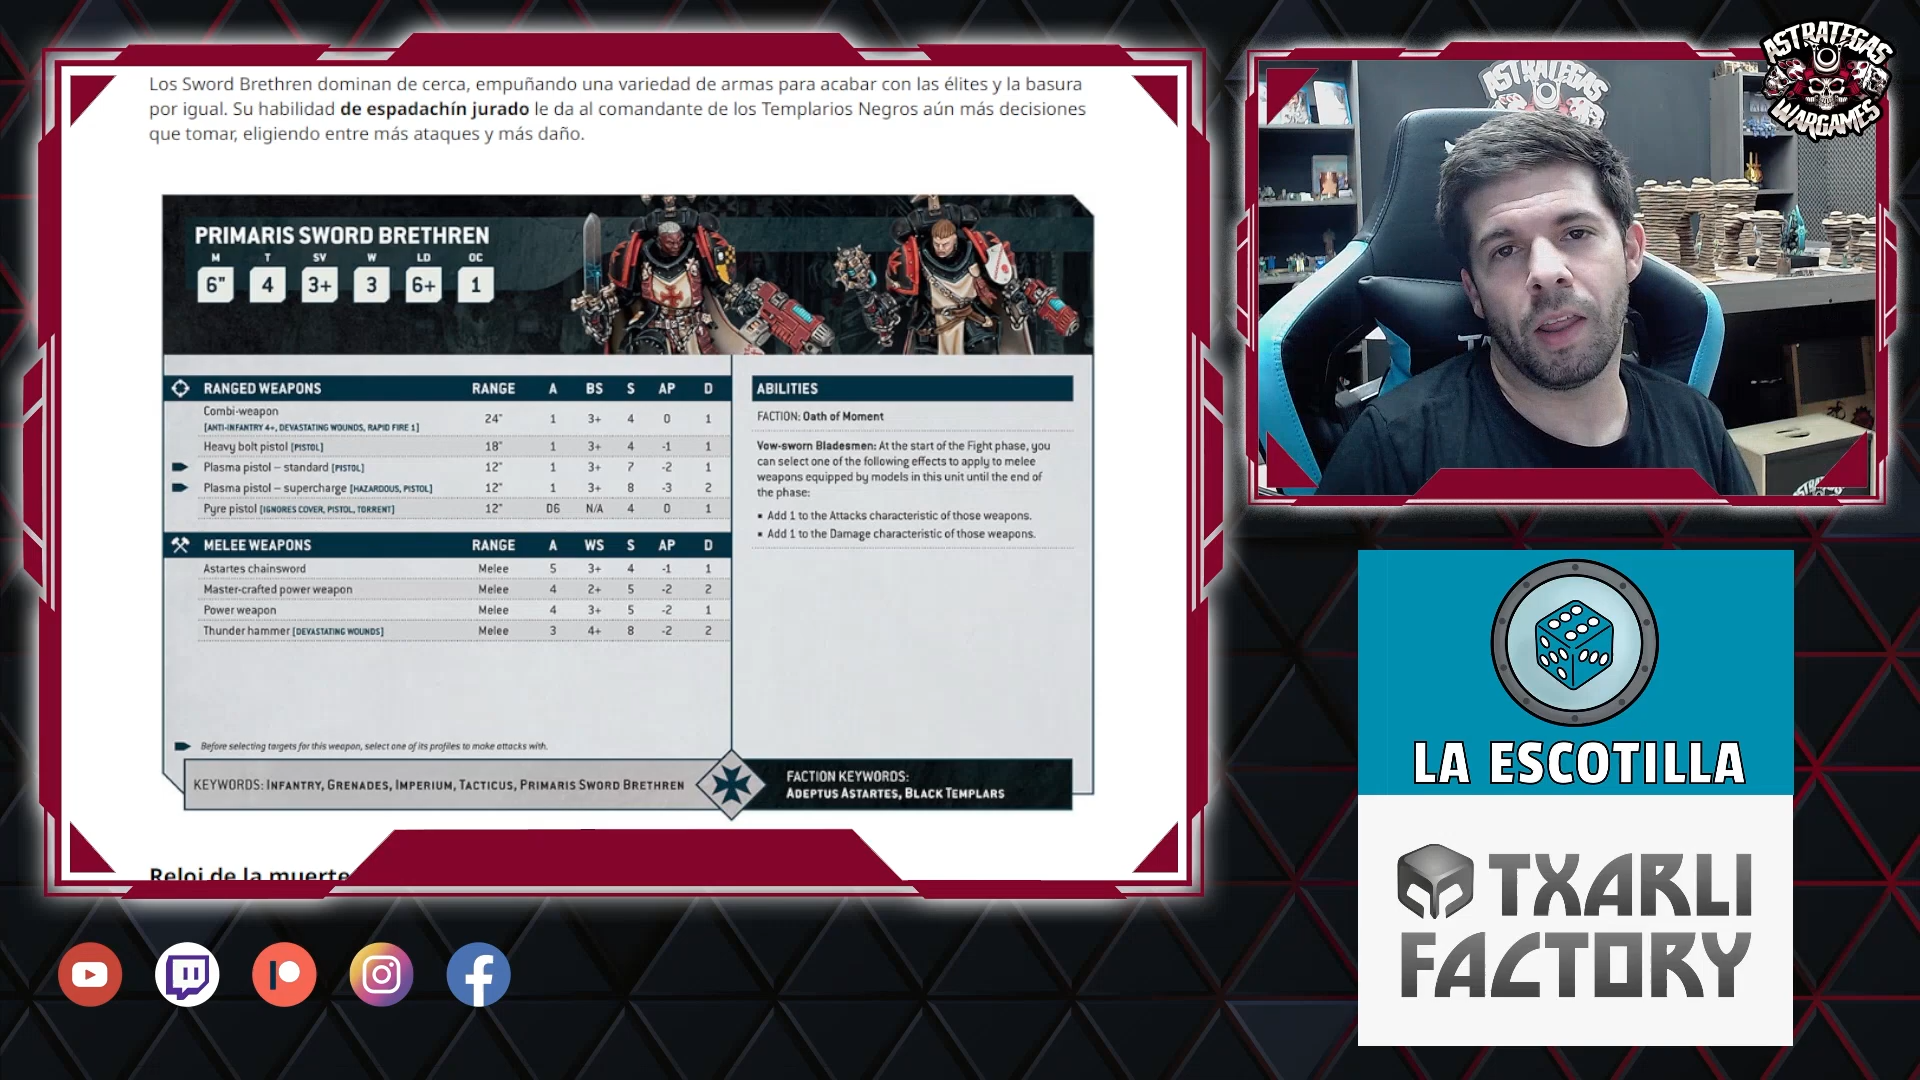 Los Sword Brethren dominan de cerca, empuñando una variedad de armas para acabar con las élites y la basura
por igual. Su habilidad de espadachín jurado le da al comandante de los Templarios Negros aún más decisiones
que tomar, eligiendo entre más ataques y más daño.
PRIMARIS SWORD BRETHREN
M T SV W LD OC
6" 4 3+ 3 6+ 1
RANGED WEAPONS RANGE A BS S AP D
Combi-weapon
[ANTI-INFANTRY 4+, DEVASTATING WOUNDS, RAPID FIRE 1] 24" 1 3+ 4 0 1
Heavy bolt pistol [PISTOL] 18" 1 3+ 4 -1 1
Plasma pistol – standard [PISTOL] 12" 1 3+ 7 -2 1
Plasma pistol – supercharge [HAZARDOUS, PISTOL] 12" 1 3+ 8 -3 2
Pyre pistol [IGNORES COVER, PISTOL, TORRENT] 12" D6 N/A 4 0 1
MELEE WEAPONS RANGE A WS S AP D
Astartes chainsword Melee 5 3+ 4 -1 1
Master-crafted power weapon Melee 4 2+ 5 -2 2
Power weapon Melee 4 3+ 5 -2 1
Thunder hammer [DEVASTATING WOUNDS] Melee 3 4+ 8 -2 2
Before selecting targets for this weapon, select one of its profiles to make attacks with.
KEYWORDS: INFANTRY, GRENADES, IMPERIUM, TACTICUS, PRIMARIS SWORD BRETHREN
ABILITIES
FACTION: Oath of Moment
Vow-sworn Bladesmen: At the start of the Fight phase, you
can select one of the following effects to apply to melee
weapons equipped by models in this unit until the end of
the phase:
▪ Add 1 to the Attacks characteristic of those weapons.
▪ Add 1 to the Damage characteristic of those weapons.
FACTION KEYWORDS:
ADEPTUS ASTARTES, BLACK TEMPLARS
Reloj de la muerte
ASTRATEGAS
WARGAMES
ASTRATEGAS
LA ESCOTILLA
TXARLI
FACTORY